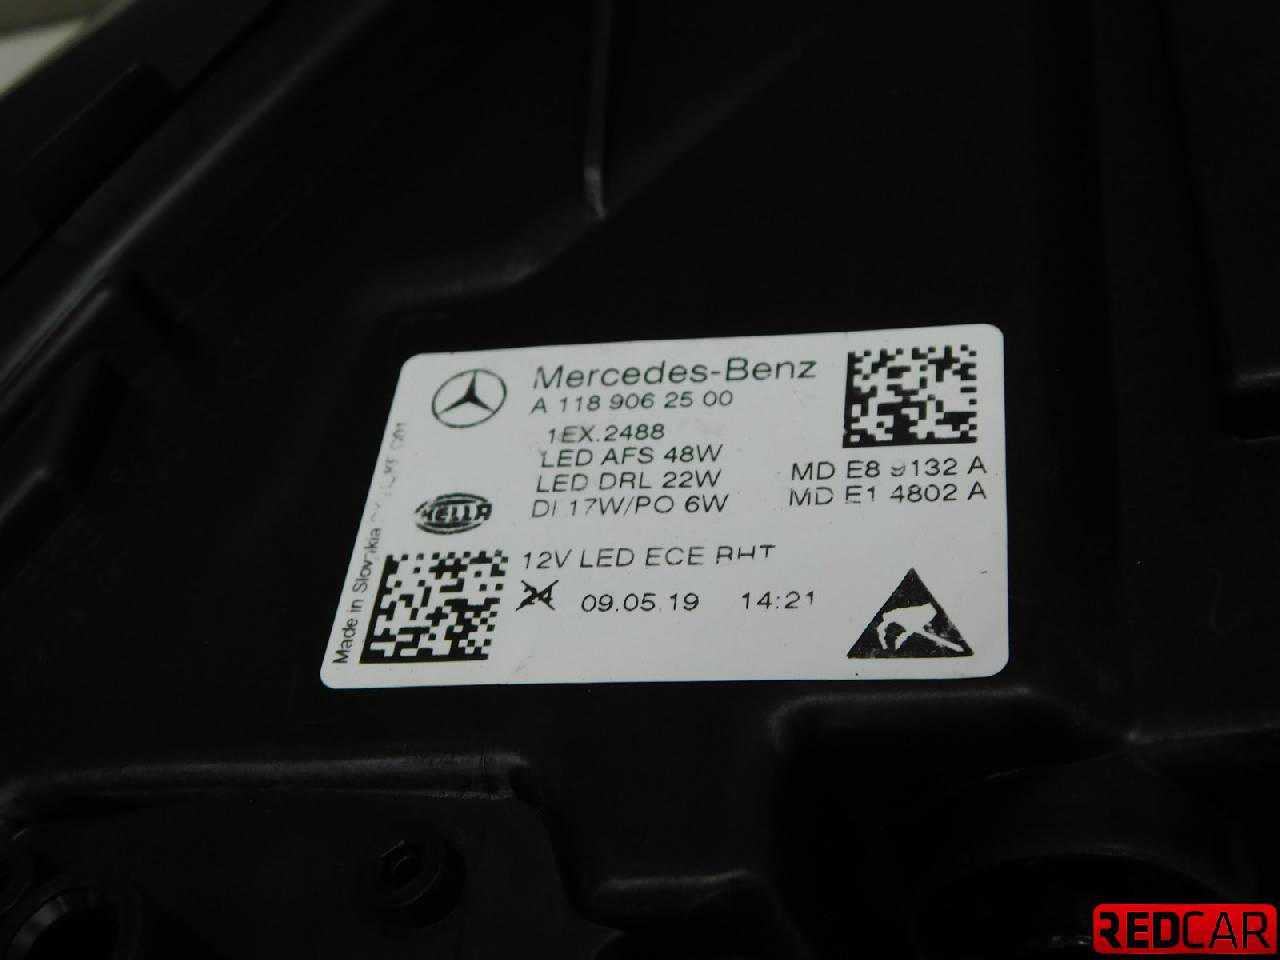 Mercedes-Benz
A 118 906 25 00
1EX.2488
LED AFS 48W
LED DRL 22W
DI 17W/PO 6W
MD E8 9132 A
MD E1 4802 A
HELLA
12V LED ECE RHT
24 09.05.19 14:21
Made in Slovakia
REDCAR